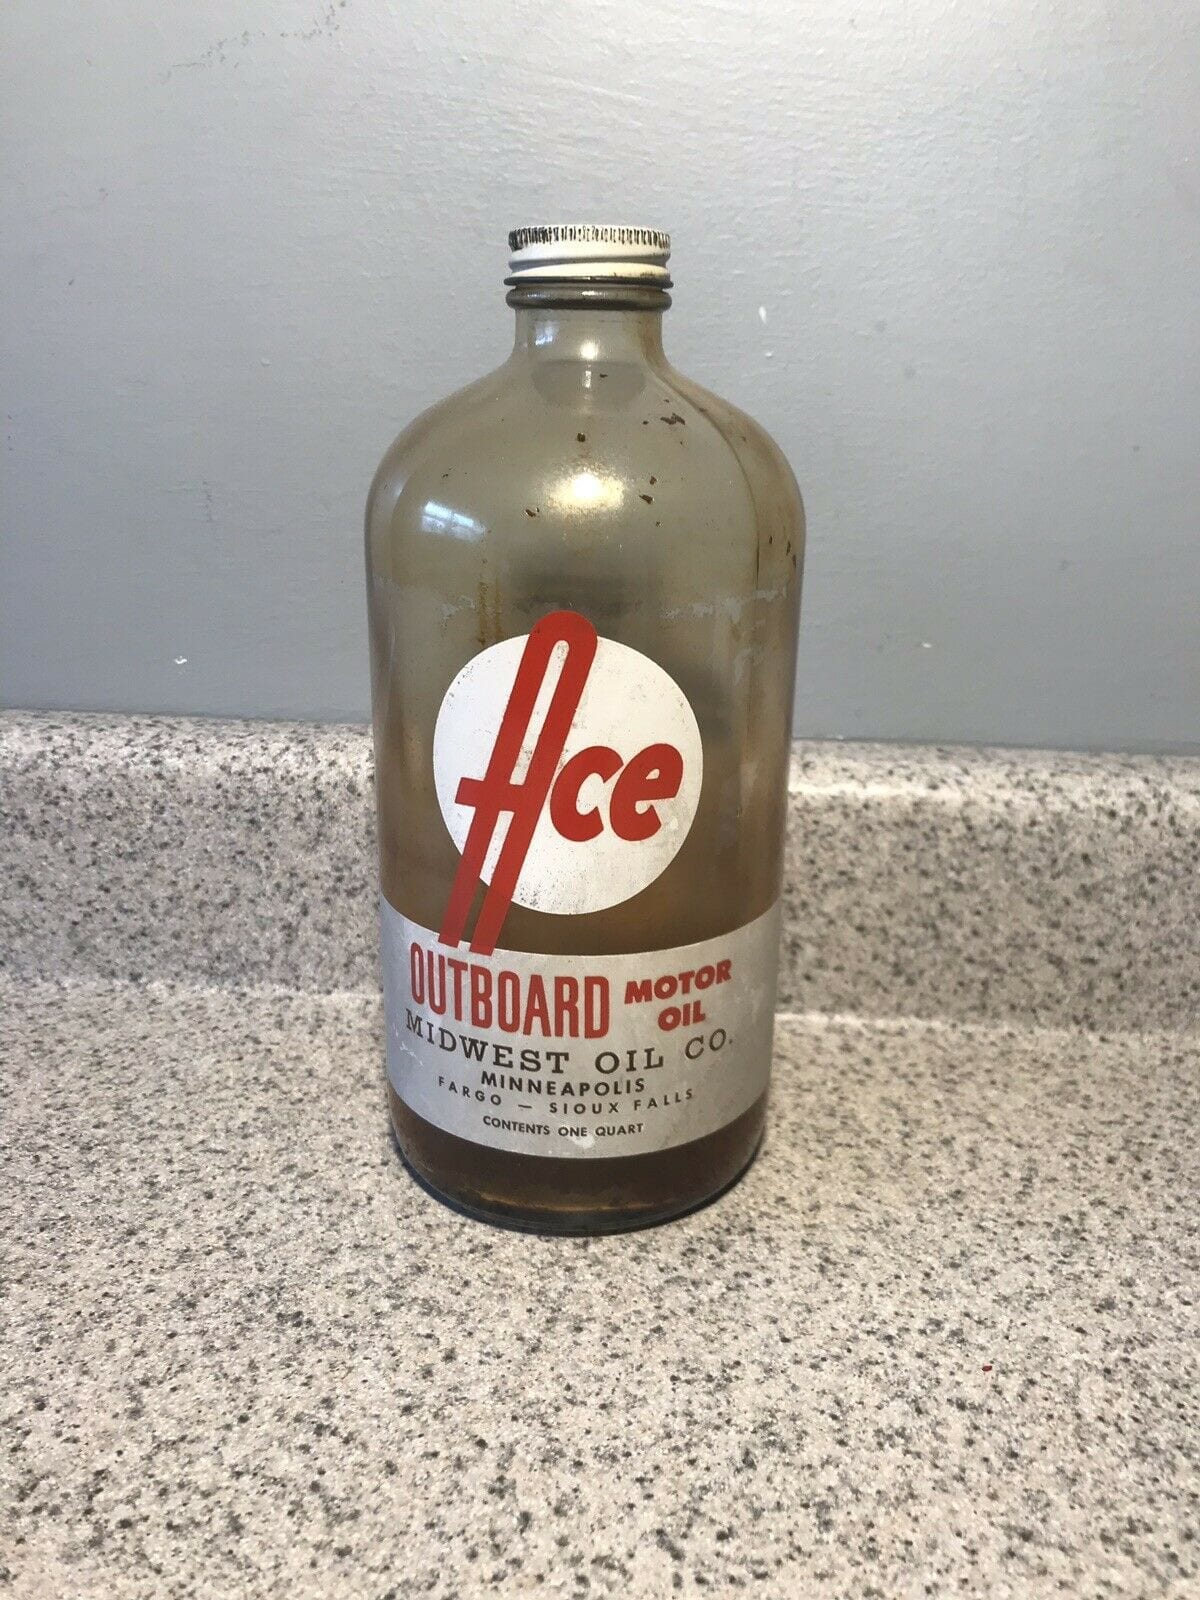 Ace
OUTBOARD MOTOR OIL
MIDWEST OIL CO.
MINNEAPOLIS
FARGO — SIOUX FALLS
CONTENTS ONE QUART